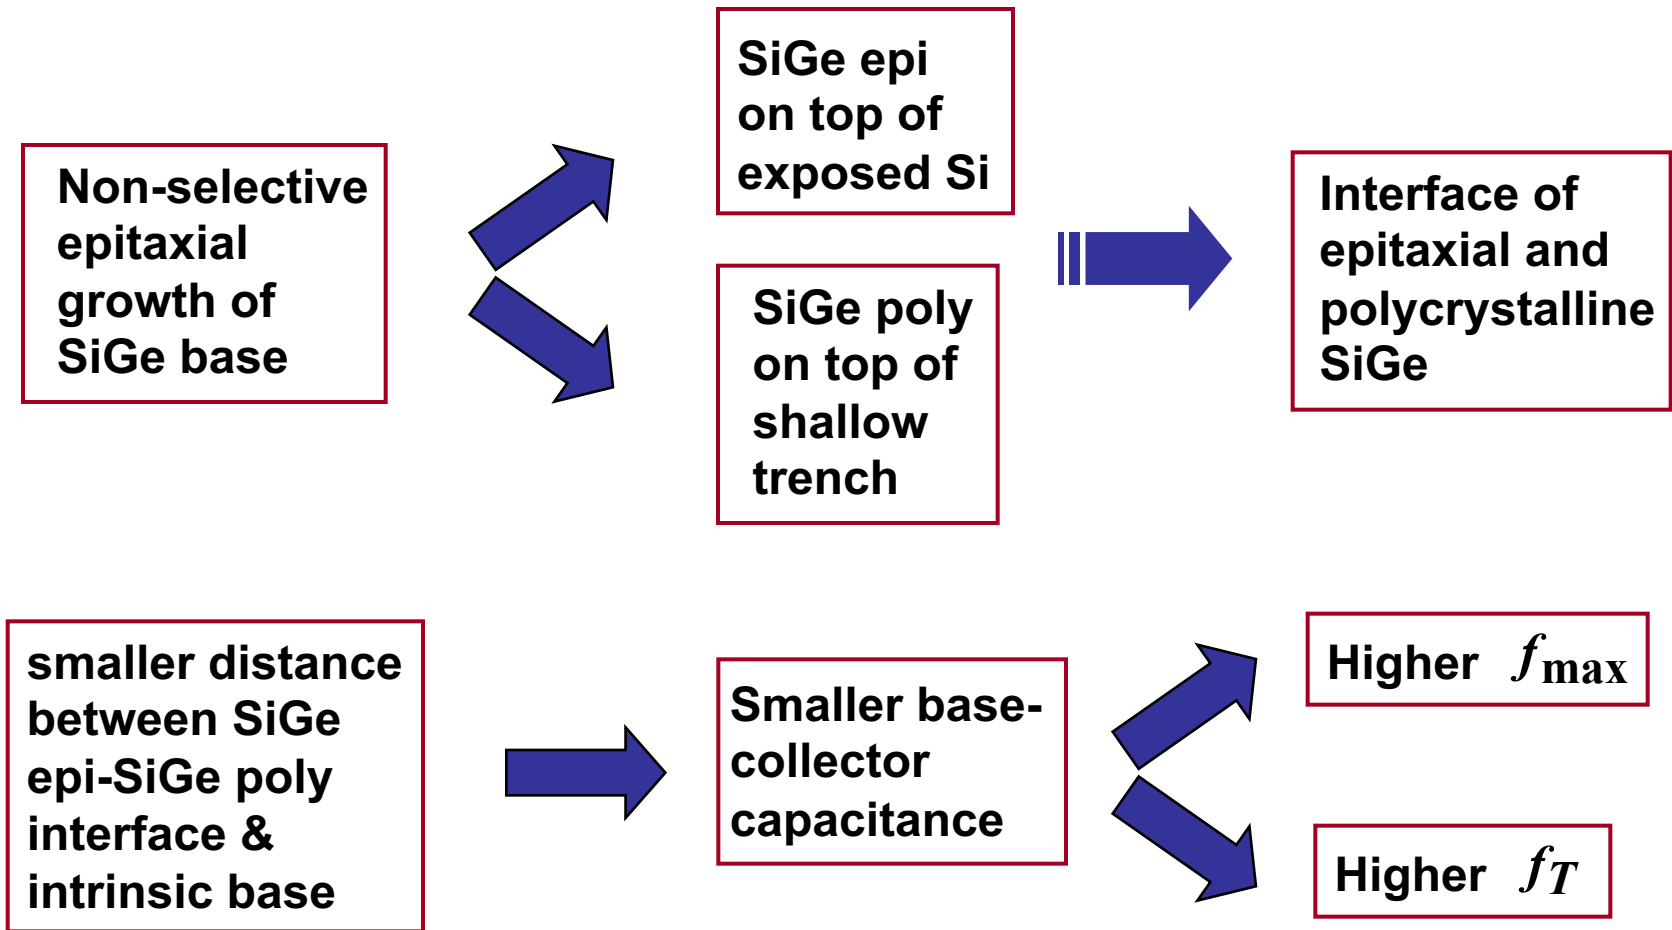 Non-selective
epitaxial
growth of
SiGe base
SiGe epi
on top of
exposed Si
SiGe poly
on top of
shallow
trench
Interface of
epitaxial and
polycrystalline
SiGe
smaller distance
between SiGe
epi-SiGe poly
interface &
intrinsic base
Smaller base-
collector
capacitance
Higher fmax
Higher fT